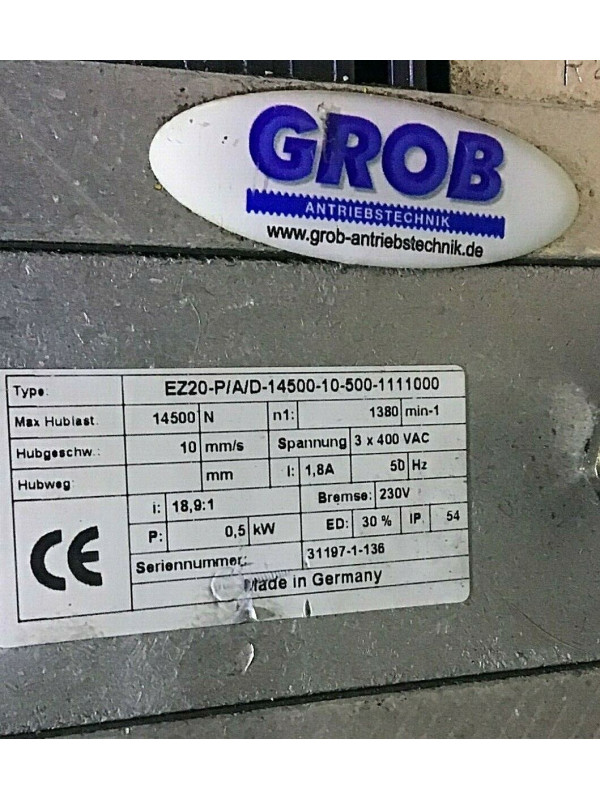 GROB
ANTRIEBSTECHNIK
www.grob-antriebstechnik.de
Type: EZ20-P/A/D-14500-10-500-1111000
Max Hublast. 14500 N n1: 1380 min-1
Hubgeschw.: 10 mm/s Spannung 3 x 400 VAC
Hubweg: mm I: 1,8A 50 Hz
i: 18,9:1 Bremse: 230V
P: 0,5 kW ED: 30 % IP 54
CE
Seriennummer: 31197-1-136
Made in Germany